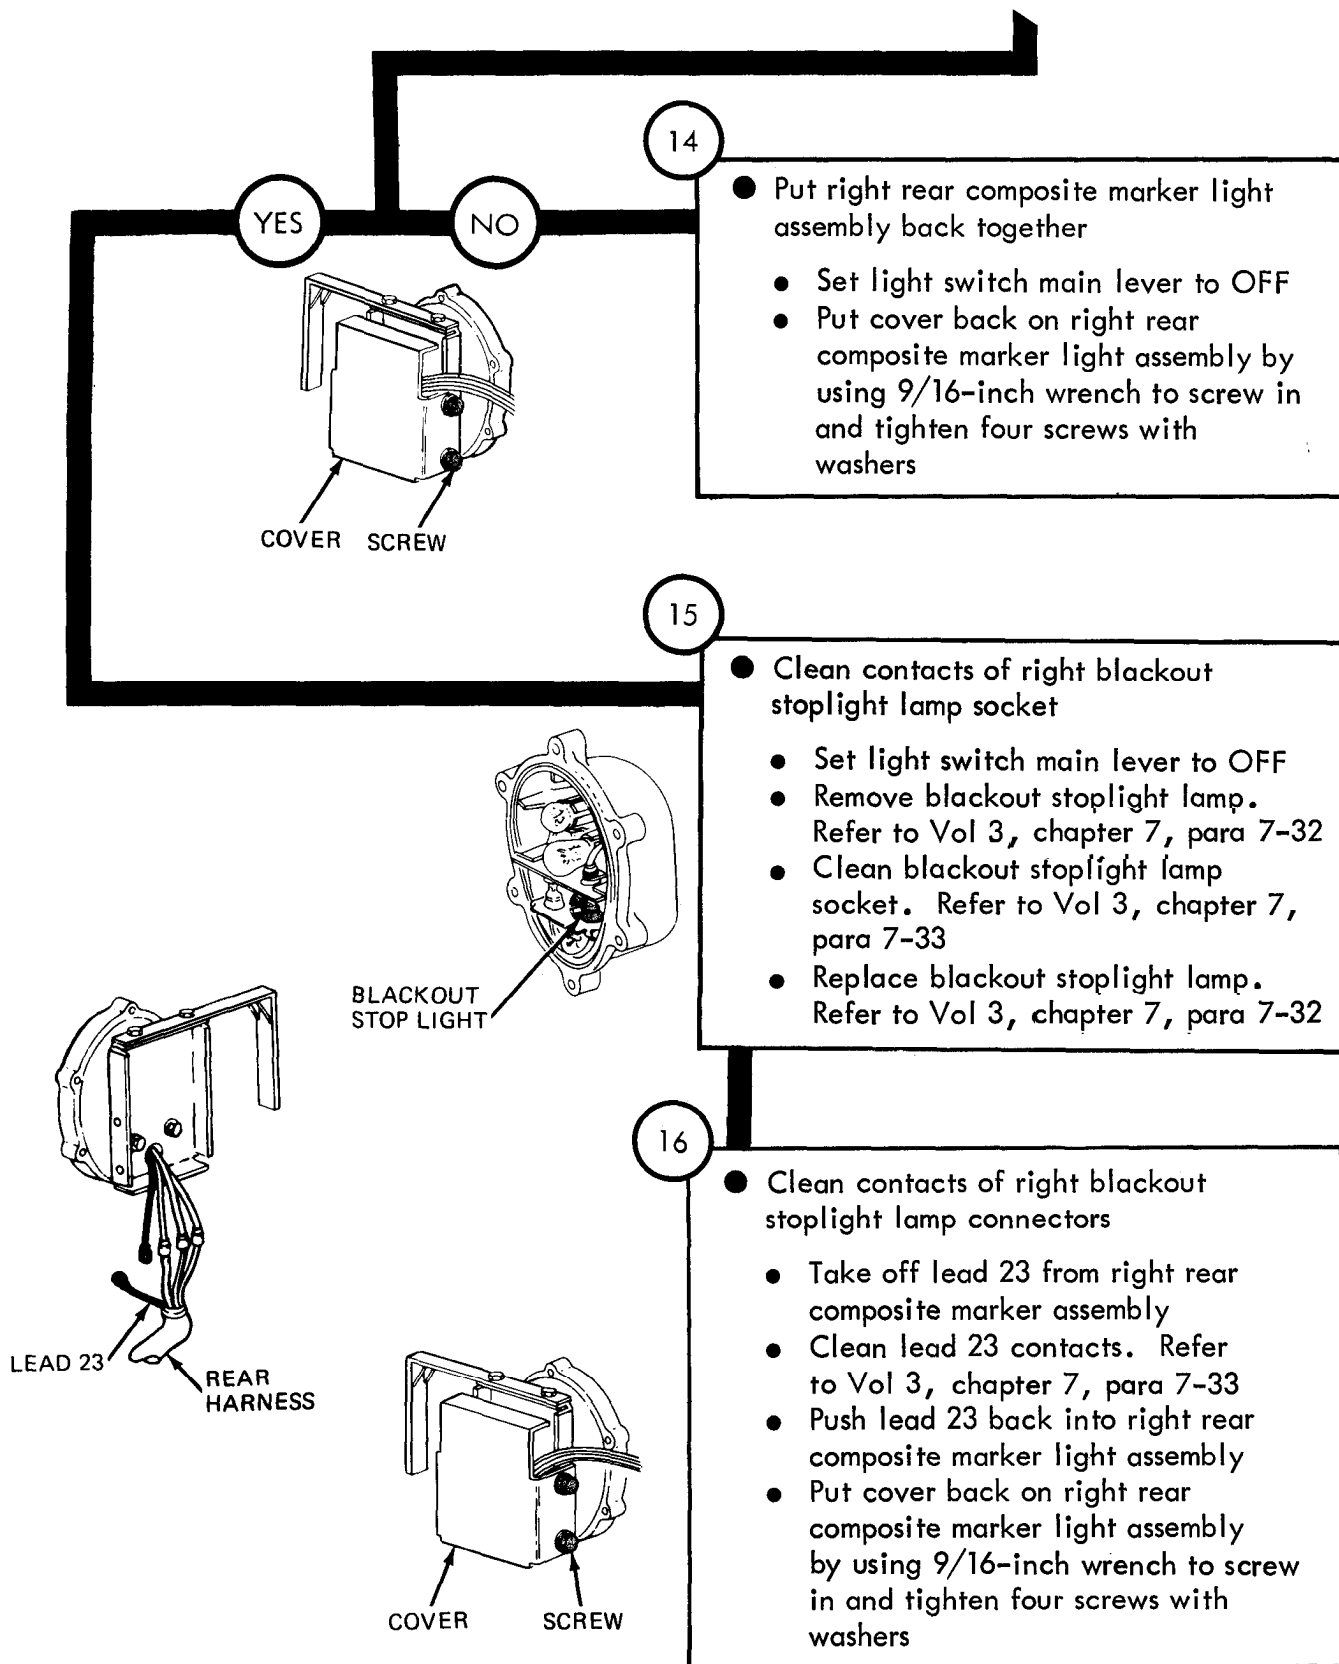 14
● Put right rear composite marker light
assembly back together
● Set light switch main lever to OFF
● Put cover back on right rear
composite marker light assembly by
using 9/16-inch wrench to screw in
and tighten four screws with
washers
YES
NO
COVER
SCREW
15
● Clean contacts of right blackout
stoplight lamp socket
● Set light switch main lever to OFF
● Remove blackout stoplight lamp.
Refer to Vol 3, chapter 7, para 7-32
● Clean blackout stoplight lamp
socket. Refer to Vol 3, chapter 7,
para 7-33
● Replace blackout stoplight lamp.
Refer to Vol 3, chapter 7, para 7-32
BLACKOUT
STOP LIGHT
16
● Clean contacts of right blackout
stoplight lamp connectors
● Take off lead 23 from right rear
composite marker assembly
● Clean lead 23 contacts. Refer
to Vol 3, chapter 7, para 7-33
● Push lead 23 back into right rear
composite marker light assembly
● Put cover back on right rear
composite marker light assembly
by using 9/16-inch wrench to screw
in and tighten four screws with
washers
LEAD 23
REAR
HARNESS
COVER
SCREW